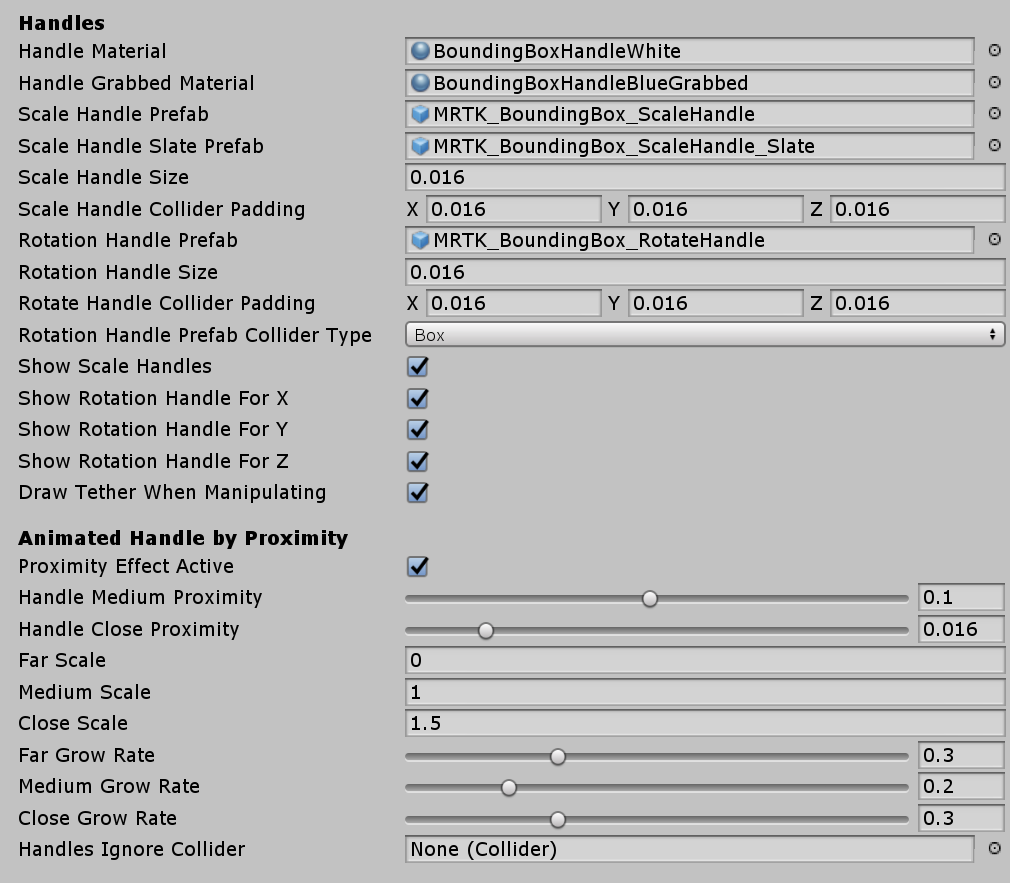 Handles
Handle Material BoundingBoxHandleWhite
Handle Grabbed Material BoundingBoxHandleBlueGrabbed
Scale Handle Prefab MRTK_BoundingBox_ScaleHandle
Scale Handle Slate Prefab MRTK_BoundingBox_ScaleHandle_Slate
Scale Handle Size 0.016
Scale Handle Collider Padding X 0.016 Y 0.016 Z 0.016
Rotation Handle Prefab MRTK_BoundingBox_RotateHandle
Rotation Handle Size 0.016
Rotate Handle Collider Padding X 0.016 Y 0.016 Z 0.016
Rotation Handle Prefab Collider Type Box
Show Scale Handles
Show Rotation Handle For X
Show Rotation Handle For Y
Show Rotation Handle For Z
Draw Tether When Manipulating
Animated Handle by Proximity
Proximity Effect Active
Handle Medium Proximity 0.1
Handle Close Proximity 0.016
Far Scale 0
Medium Scale 1
Close Scale 1.5
Far Grow Rate 0.3
Medium Grow Rate 0.2
Close Grow Rate 0.3
Handles Ignore Collider None (Collider)